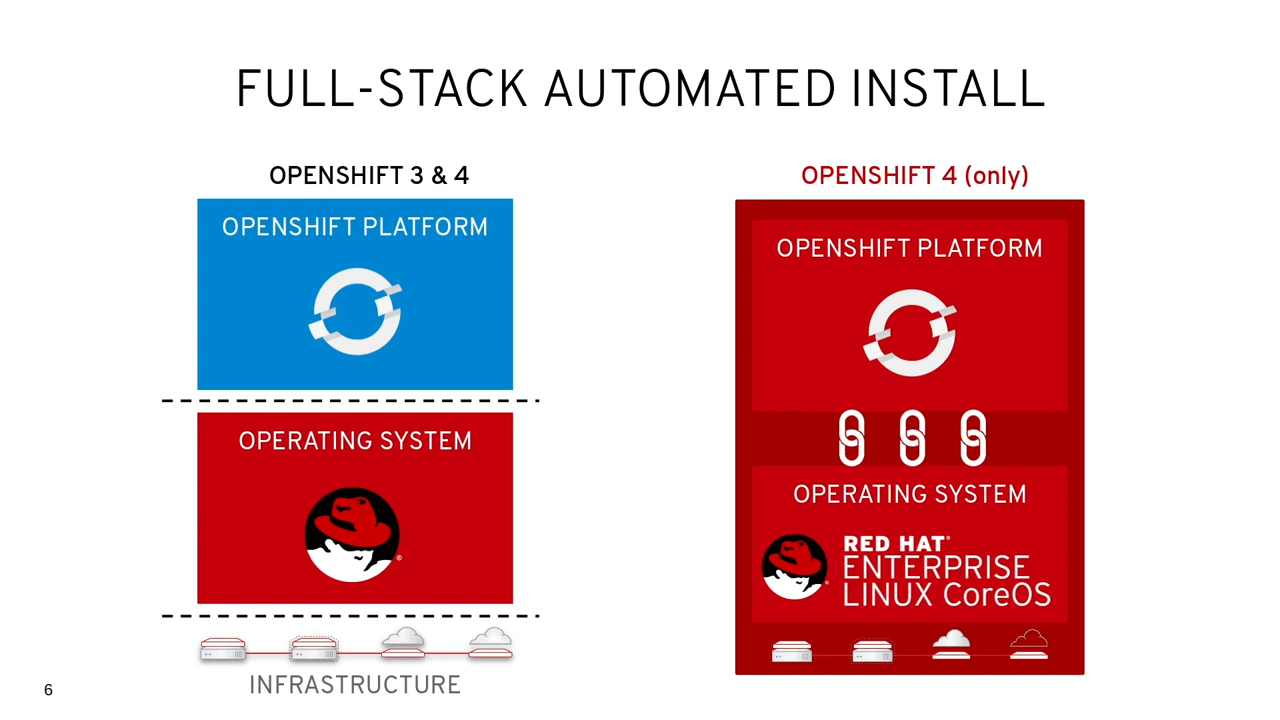 FULL-STACK AUTOMATED INSTALL
OPENSHIFT 3 & 4
OPENSHIFT PLATFORM
OPERATING SYSTEM
®
INFRASTRUCTURE
OPENSHIFT 4 (only)
OPENSHIFT PLATFORM
OPERATING SYSTEM
RED HAT®
ENTERPRISE
LINUX CoreOS
6